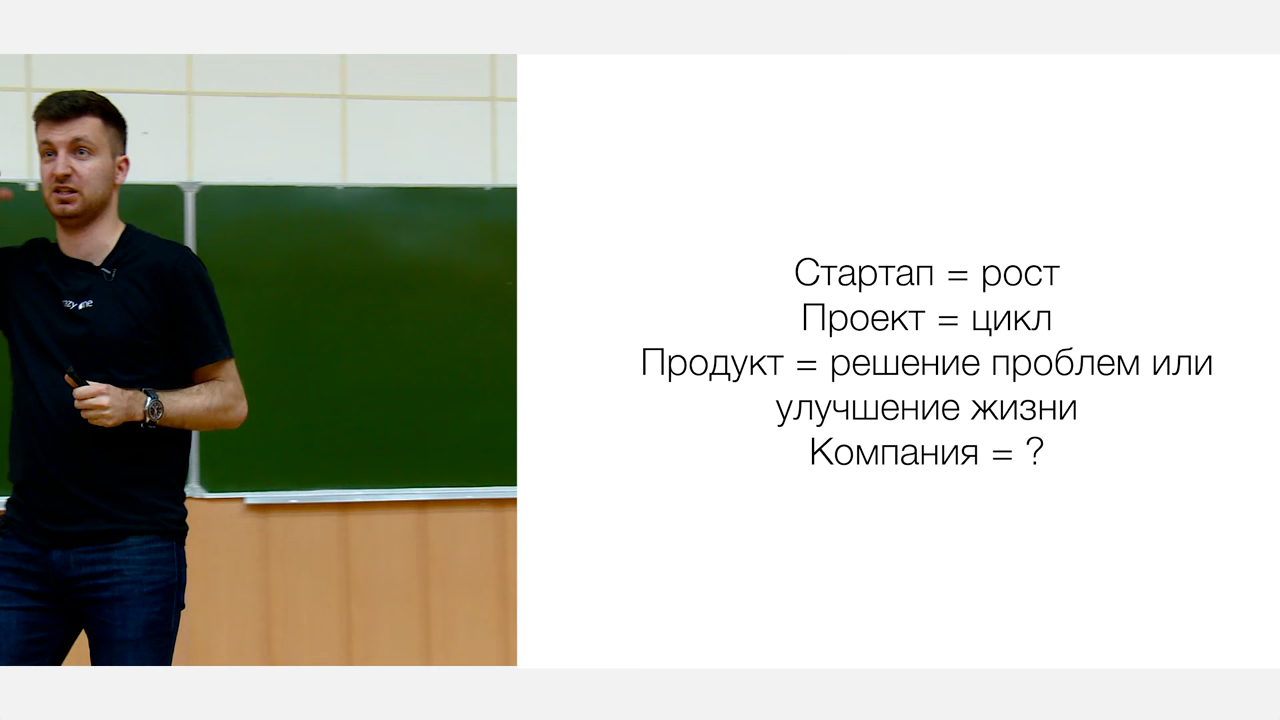 Стартап = рост
Проект = цикл
Продукт = решение проблем или
улучшение жизни
Компания = ?